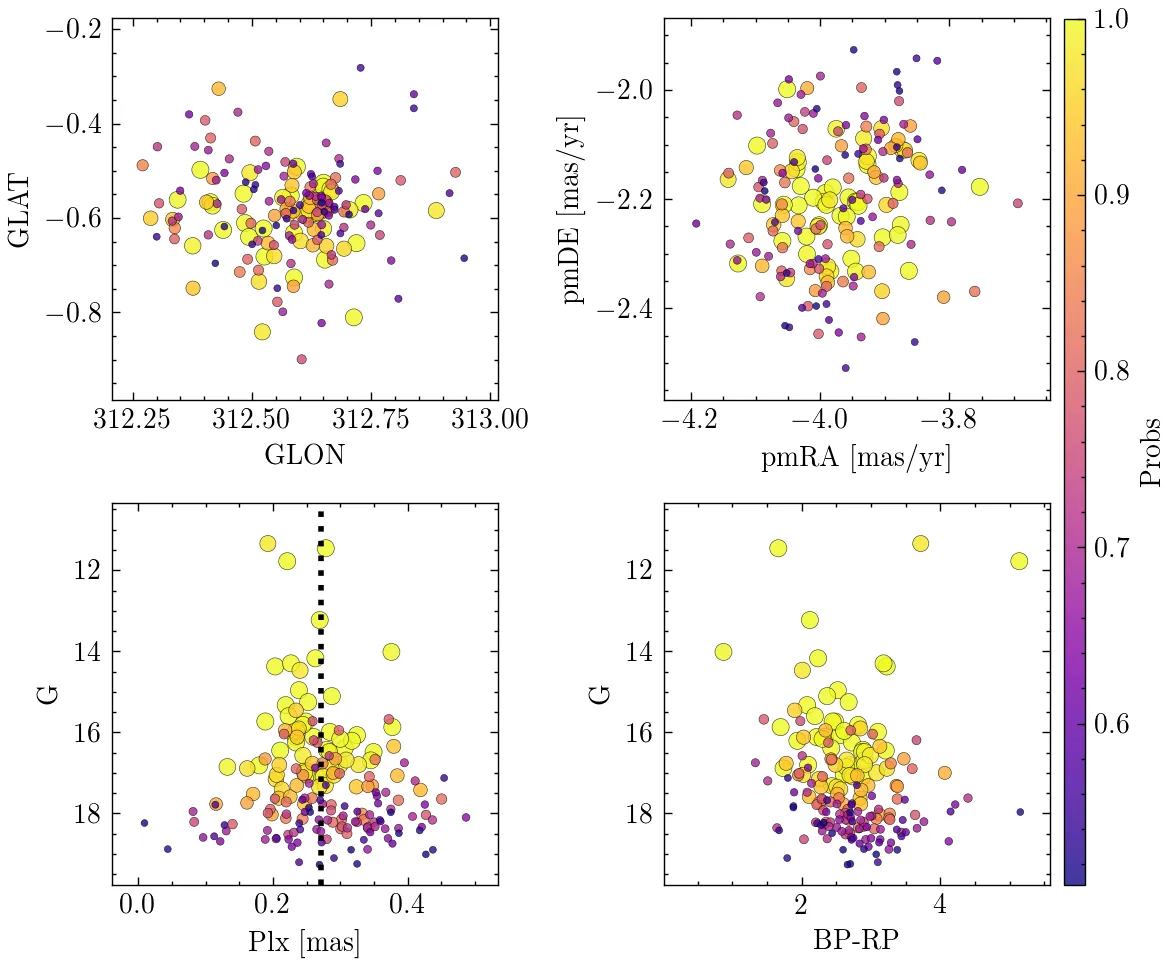 −0.2
−0.4
−0.6
−0.8
GLAT
312.25 312.50 312.75 313.00
GLON
−2.0
−2.2
−2.4
pmDE [mas/yr]
−4.2 −4.0 −3.8
pmRA [mas/yr]
1.0
0.9
0.8
0.7
0.6
Probs
12
14
16
18
G
0.0 0.2 0.4
Plx [mas]
12
14
16
18
G
2 4
BP-RP